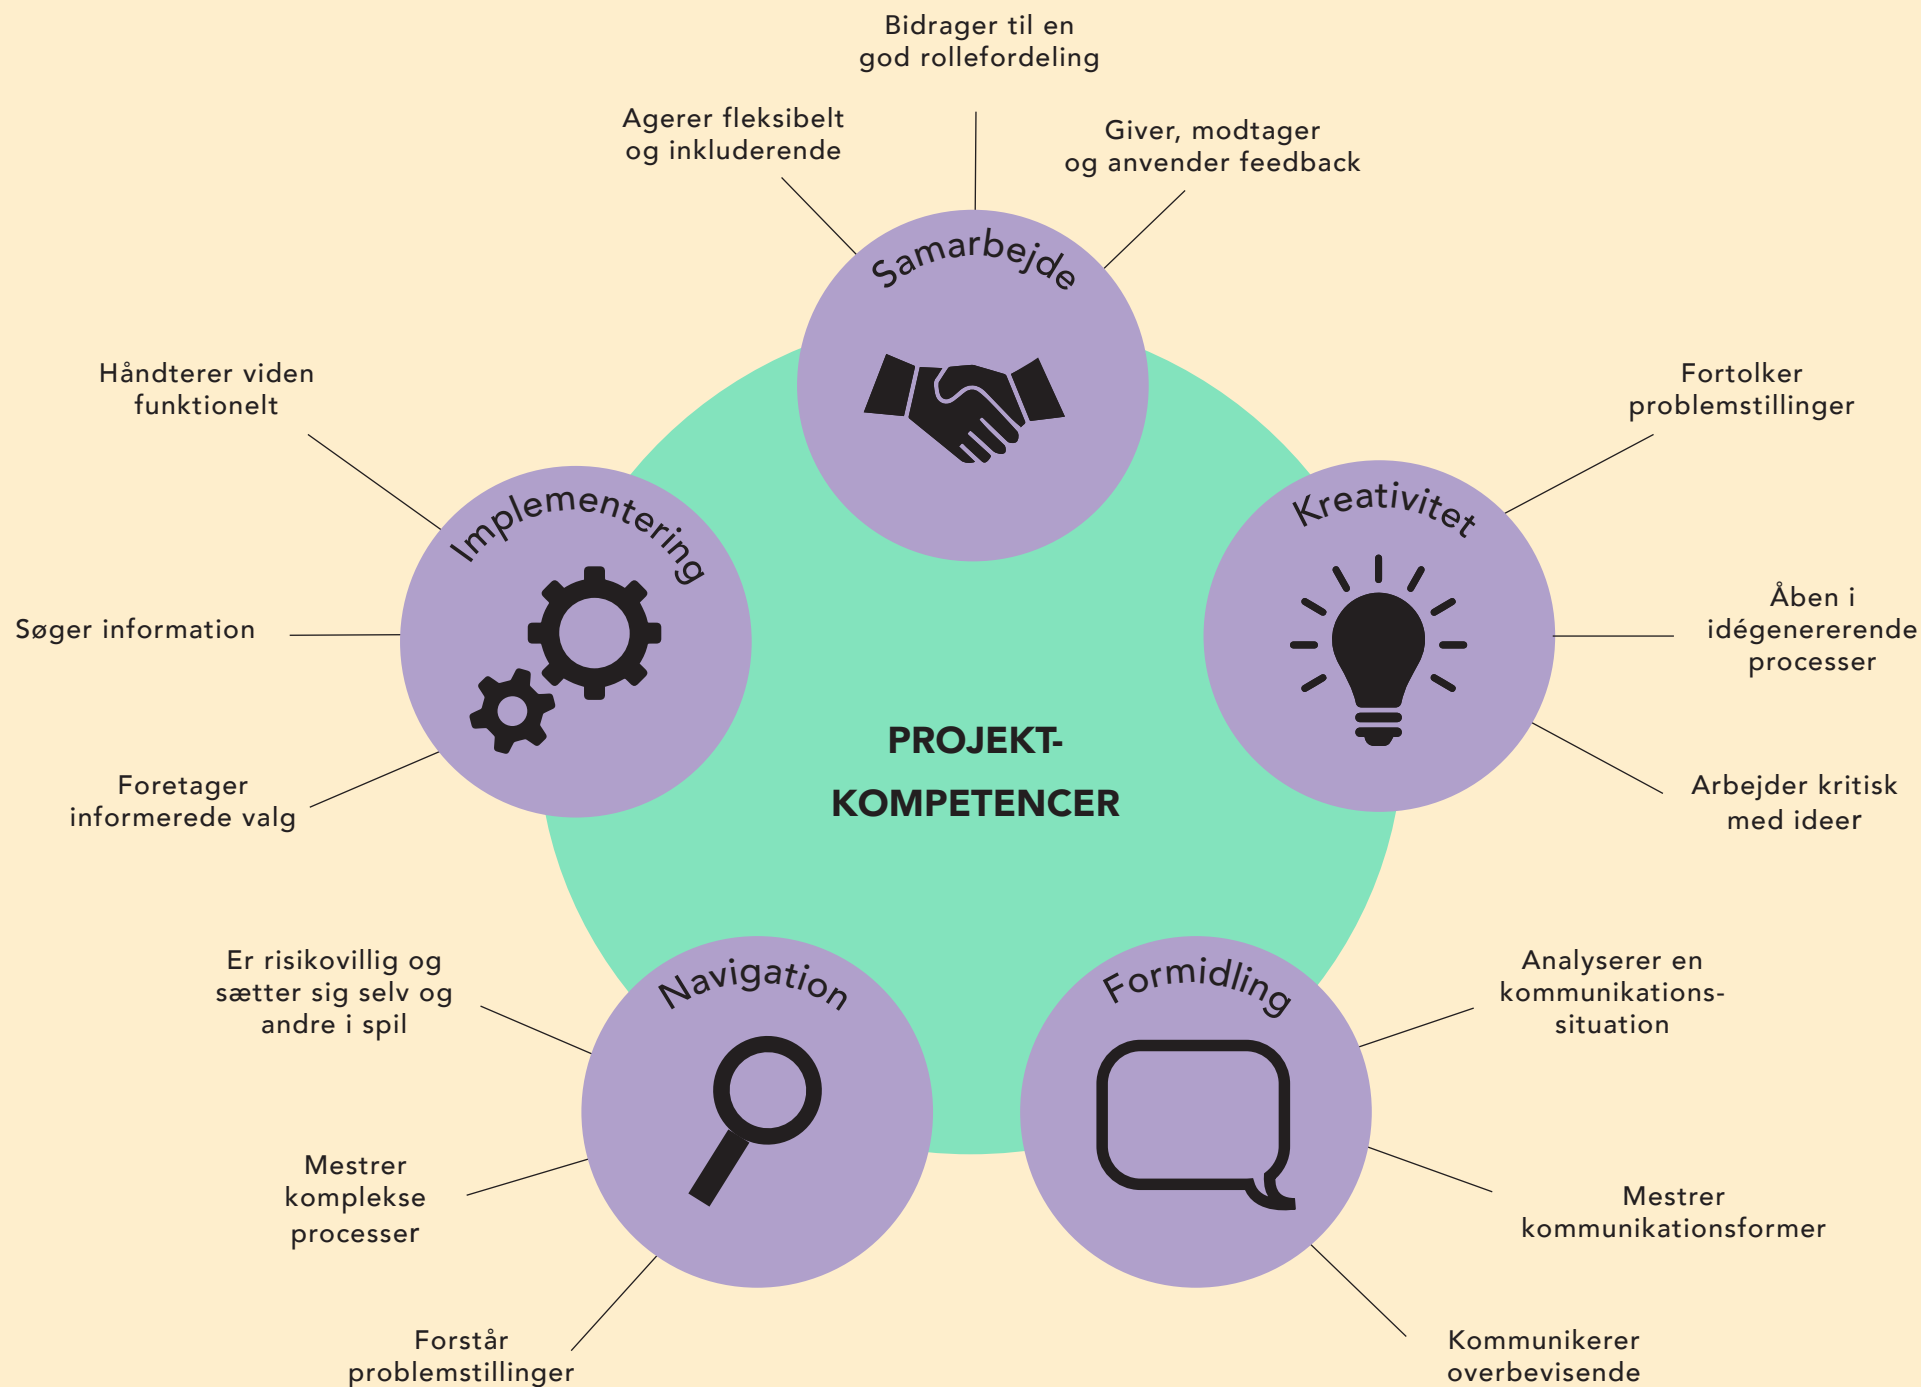 Bidrager til en
god rollefordeling
Agerer fleksibelt
og inkluderende
Giver, modtager
og anvender feedback
Samarbejde
Håndterer viden
funktionelt
Søger information
Foretager
informerede valg
Implementering
Kreativitet
Fortolker
problemstillinger
Åben i
idégenererende
processer
Arbejder kritisk
med ideer
PROJEKT-
KOMPETENCER
Er risikovillig og
sætter sig selv og
andre i spil
Mestrer
komplekse
processer
Forstår
problemstillinger
Navigation
Formidling
Analyserer en
kommunikations-
situation
Mestrer
kommunikationsformer
Kommunikerer
overbevisende